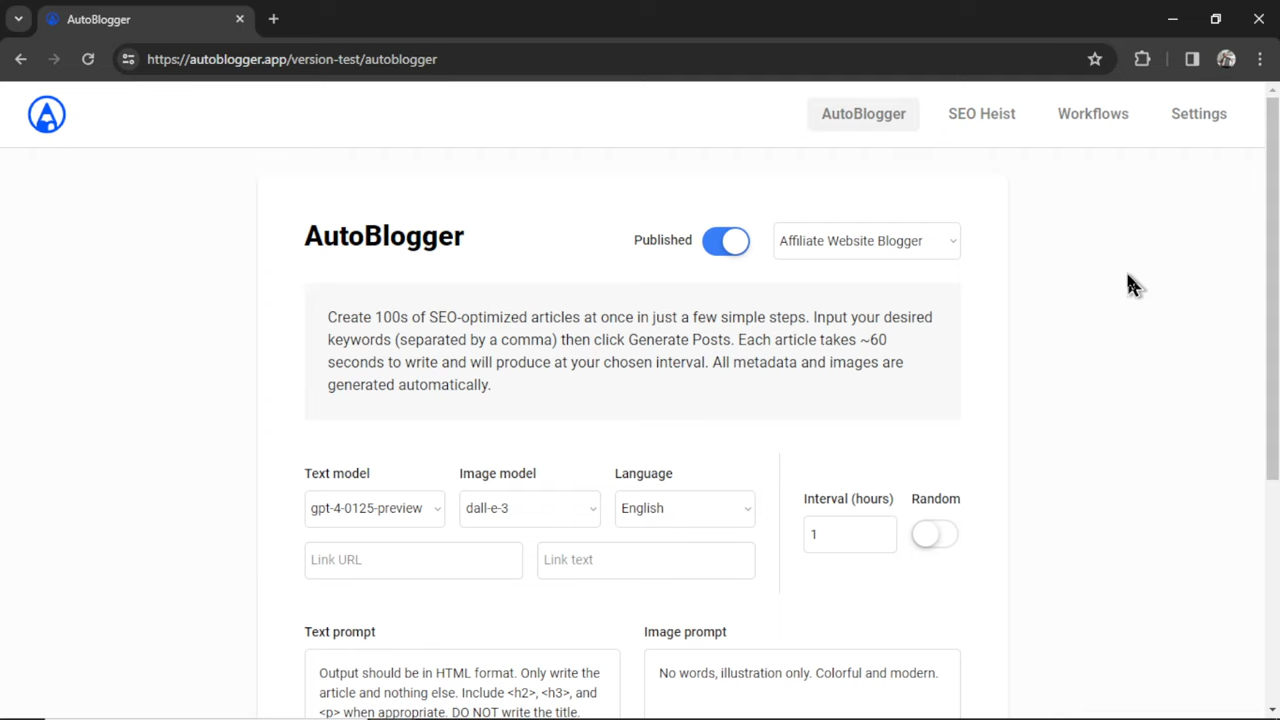 AutoBlogger
https://autoblogger.app/version-test/autoblogger
AutoBlogger SEO Heist Workflows Settings
AutoBlogger Published Affiliate Website Blogger
Create 100s of SEO-optimized articles at once in just a few simple steps. Input your desired
keywords (separated by a comma) then click Generate Posts. Each article takes ~60
seconds to write and will produce at your chosen interval. All metadata and images are
generated automatically.
Text model Image model Language
Interval (hours) Random
gpt-4-0125-preview dall-e-3 English
1
Link URL Link text
Text prompt Image prompt
Output should be in HTML format. Only write the
article and nothing else. Include <h2>, <h3>, and
<p> when appropriate. DO NOT write the title.
No words, illustration only. Colorful and modern.